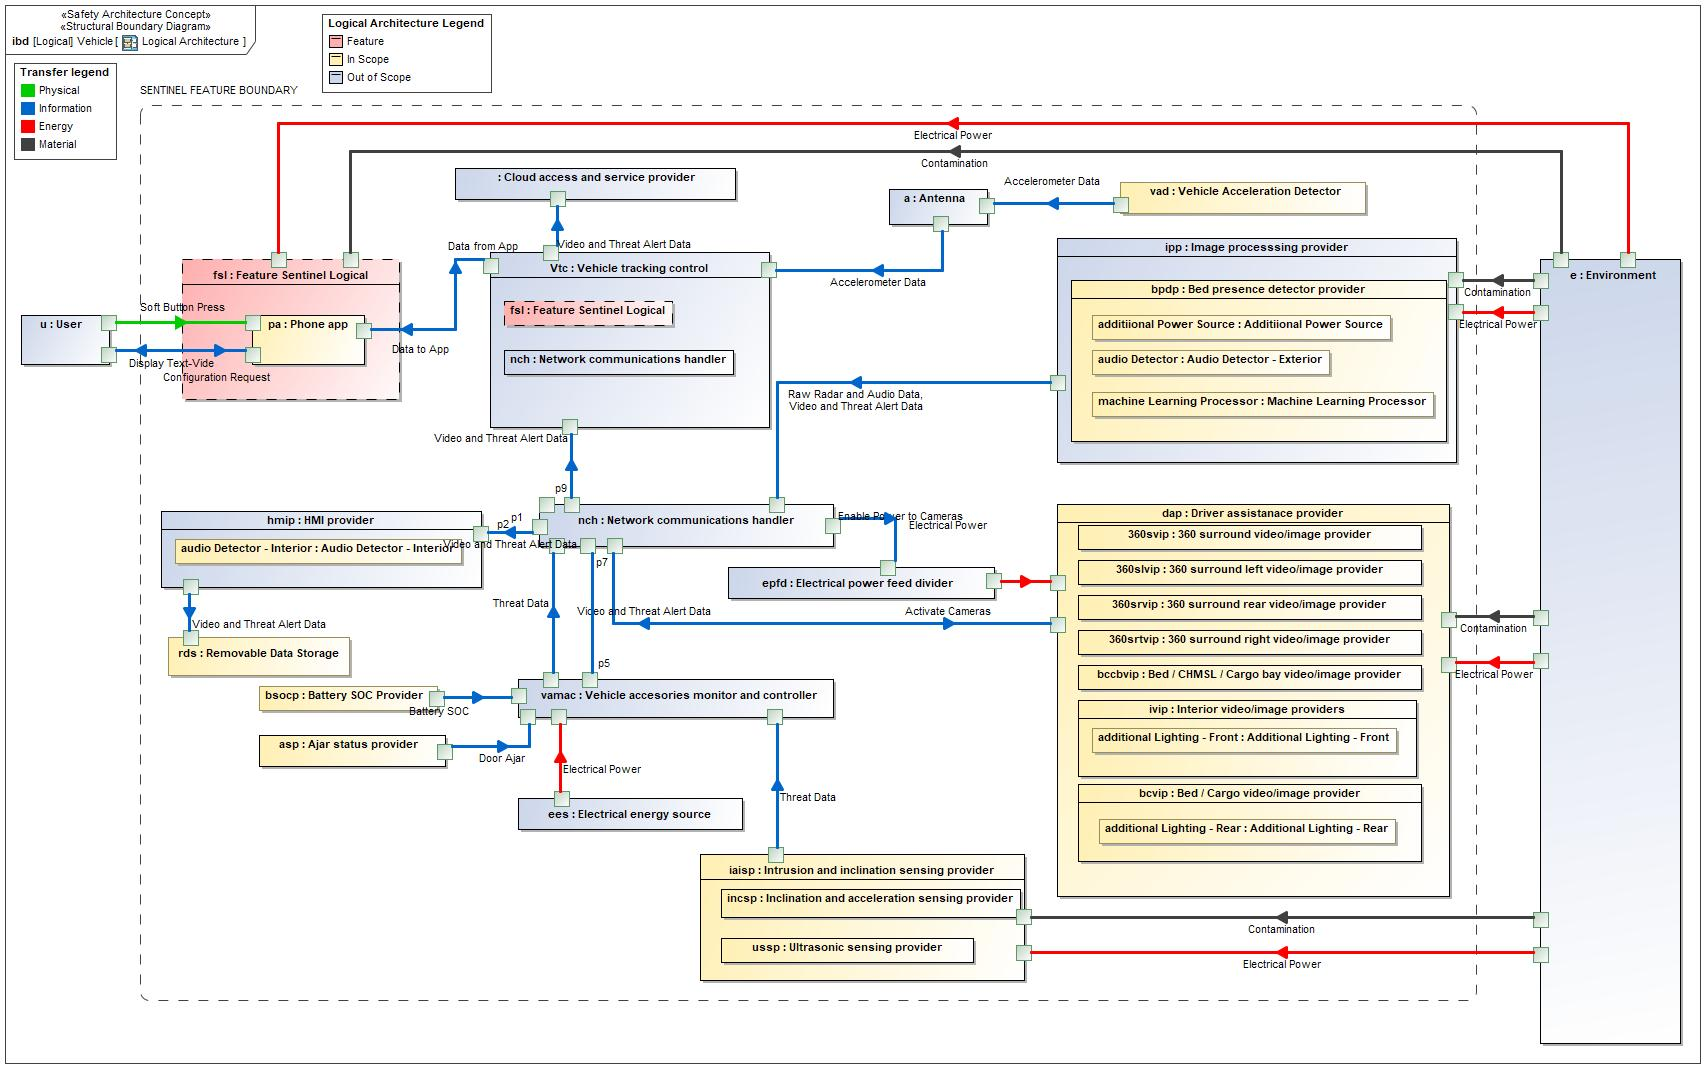 «Safety Architecture Concept»
«Structural Boundary Diagram»
ibd [Logical] Vehicle [ Logical Architecture ]
Logical Architecture Legend
Feature
In Scope
Out of Scope
Transfer legend
Physical
Information
Energy
Material
SENTINEL FEATURE BOUNDARY
Electrical Power
Contamination
: Cloud access and service provider
a : Antenna
Accelerometer Data
vad : Vehicle Acceleration Detector
Data from App
Video and Threat Alert Data
Vtc : Vehicle tracking control
Accelerometer Data
fsl : Feature Sentinel Logical
nch : Network communications handler
fsl : Feature Sentinel Logical
Soft Button Press
u : User
pa : Phone app
Data to App
Display Text-Vide
Configuration Request
ipp : Image processsing provider
bpdp : Bed presence detector provider
additiional Power Source : Additiional Power Source
audio Detector : Audio Detector - Exterior
machine Learning Processor : Machine Learning Processor
e : Environment
Contamination
Electrical Power
Raw Radar and Audio Data,
Video and Threat Alert Data
Video and Threat Alert Data
p9
p1
p2
nch : Network communications handler
Enable Power to Cameras
Electrical Power
hmip : HMI provider
audio Detector - Interior : Audio Detector - Interior
Video and Threat Alert Data
p7
epfd : Electrical power feed divider
Threat Data
Video and Threat Alert Data
Activate Cameras
Video and Threat Alert Data
rds : Removable Data Storage
p5
bsocp : Battery SOC Provider
Battery SOC
vamac : Vehicle accesories monitor and controller
asp : Ajar status provider
Door Ajar
Electrical Power
ees : Electrical energy source
Threat Data
dap : Driver assistanace provider
360svip : 360 surround video/image provider
360slvip : 360 surround left video/image provider
360srvip : 360 surround rear video/image provider
360srtvip : 360 surround right video/image provider
bccbvip : Bed / CHMSL / Cargo bay video/image provider
ivip : Interior video/image providers
additional Lighting - Front : Additional Lighting - Front
bcvip : Bed / Cargo video/image provider
additional Lighting - Rear : Additional Lighting - Rear
Contamination
Electrical Power
iaisp : Intrusion and inclination sensing provider
incsp : Inclination and acceleration sensing provider
ussp : Ultrasonic sensing provider
Contamination
Electrical Power